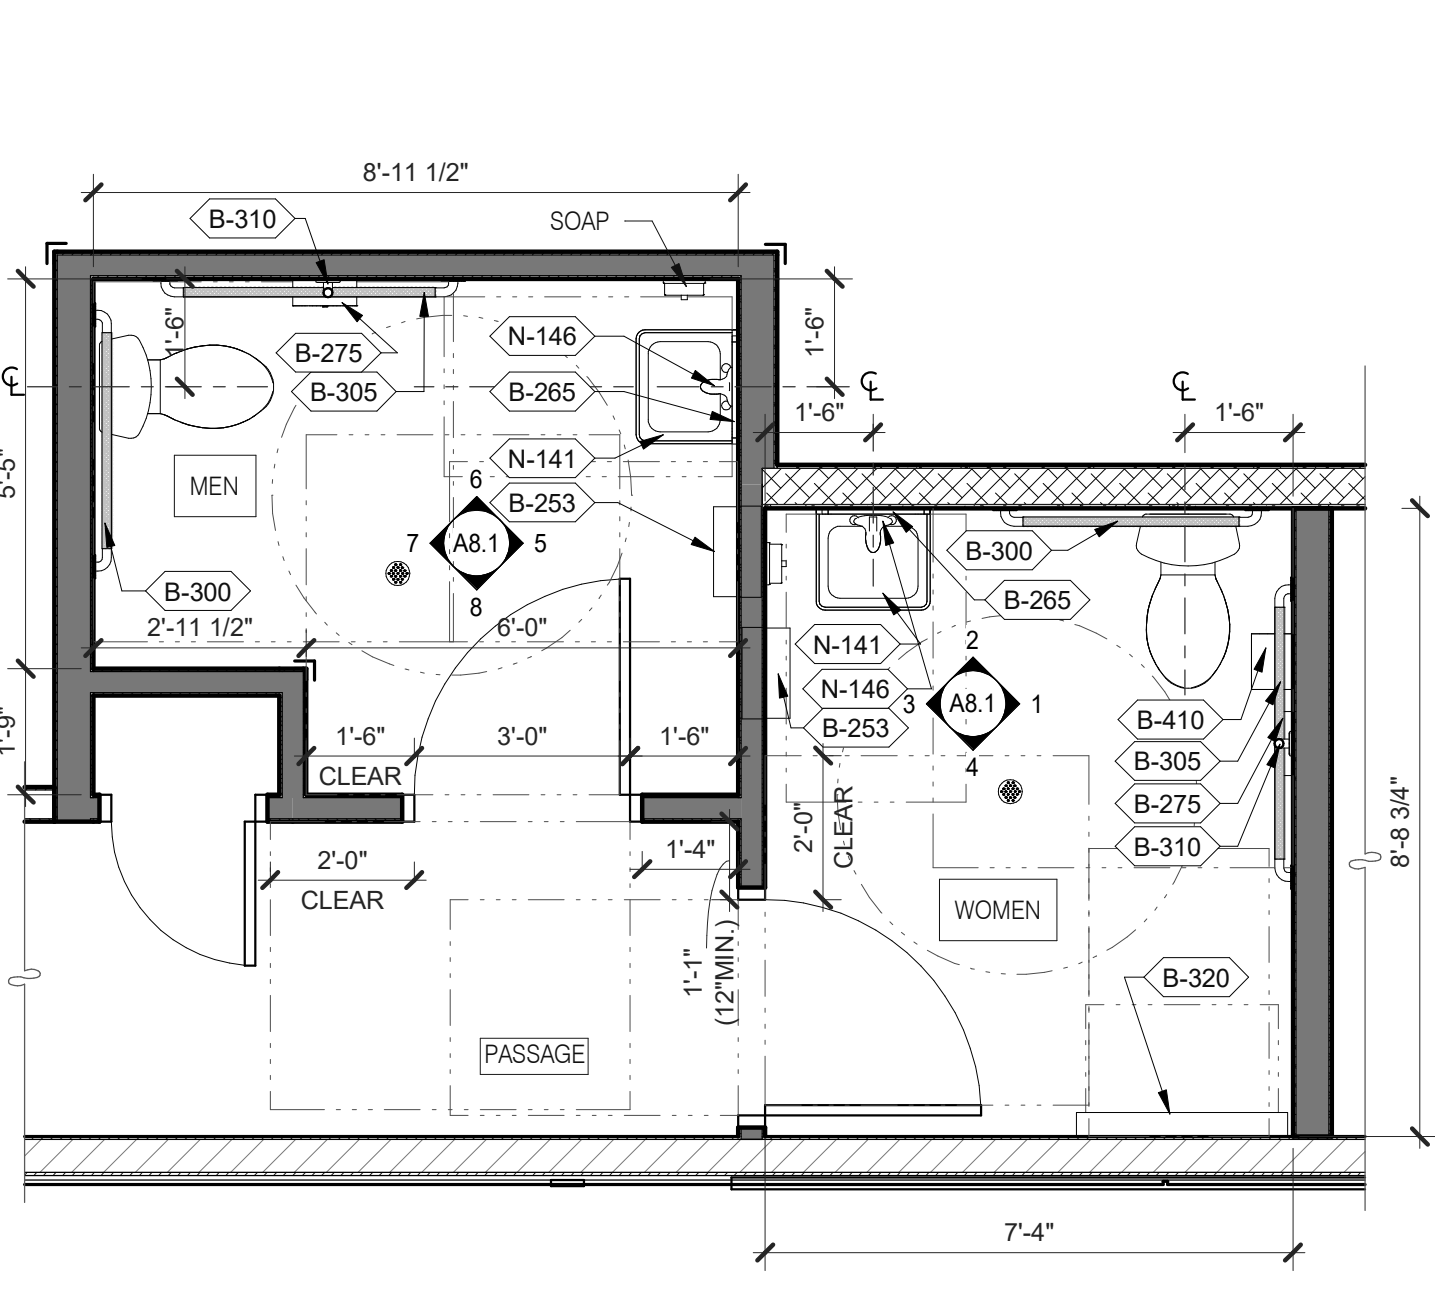 8'-11 1/2"
B-310
SOAP
1'-6"
N-146
1'-6"
B-275
℄
B-305
B-265
℄
℄
1'-6"
1'-6"
5'-5"
MEN
N-141
6
B-253
7
A8.1
5
B-300
B-300
8
B-265
2'-11 1/2"
6'-0"
N-141
2
N-146
3
A8.1
1
B-410
1'-9"
1'-6"
CLEAR
3'-0"
1'-6"
B-253
4
B-305
B-275
2'-0"
CLEAR
B-310
8'-8 3/4"
2'-0"
CLEAR
1'-4"
WOMEN
1'-1"
(12"MIN.)
B-320
PASSAGE
7'-4"